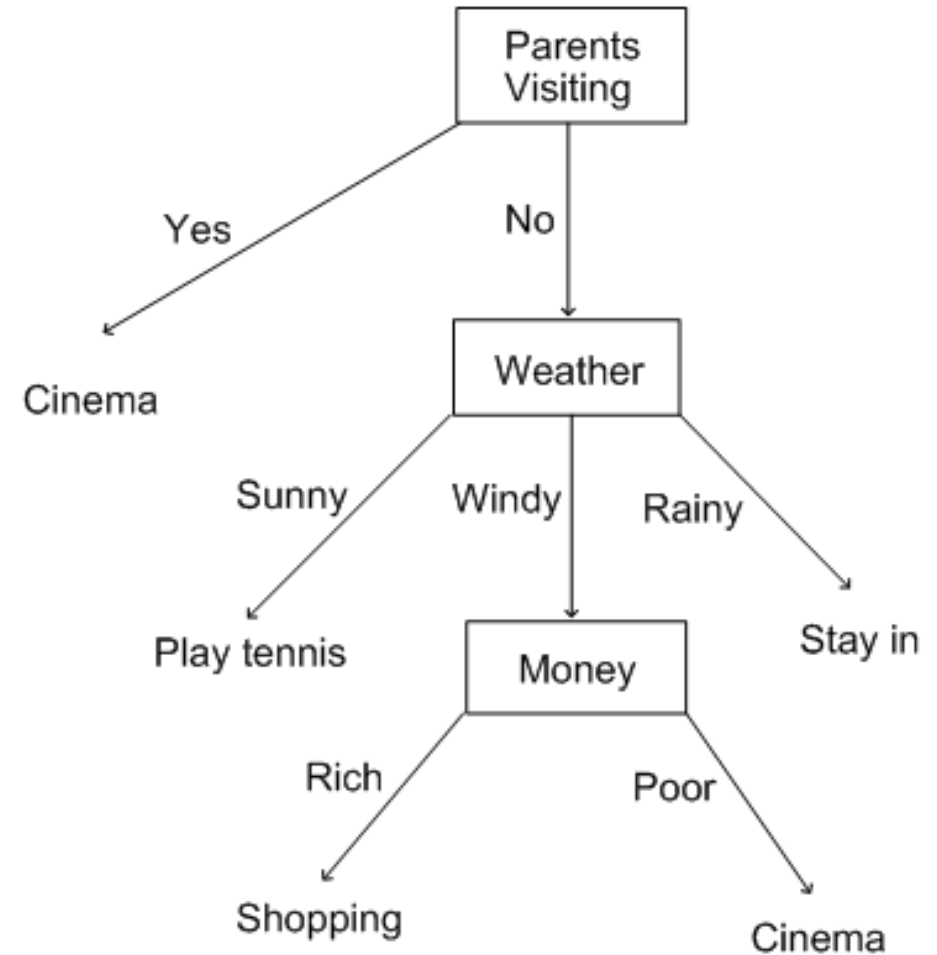 Parents
Visiting
Yes
No
Cinema
Weather
Sunny
Windy
Rainy
Play tennis
Stay in
Money
Rich
Poor
Shopping
Cinema